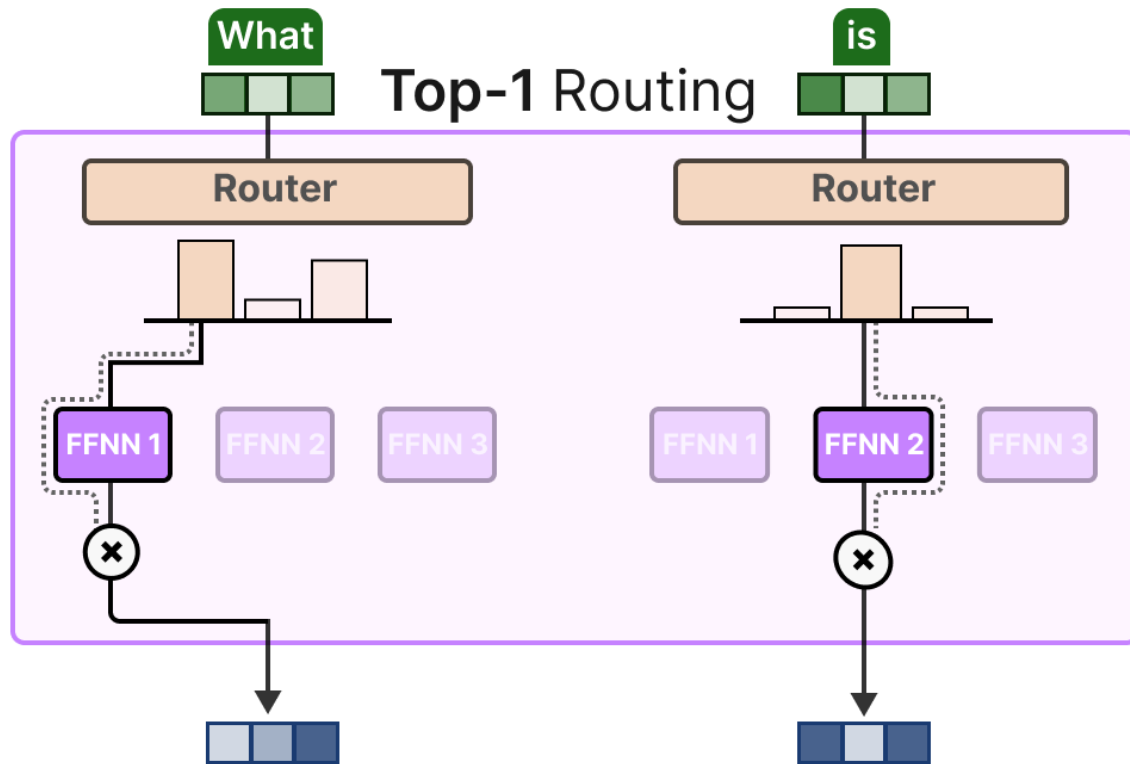 What is
Top-1 Routing
Router Router
FFNN 1 FFNN 2 FFNN 3 FFNN 1 FFNN 2 FFNN 3